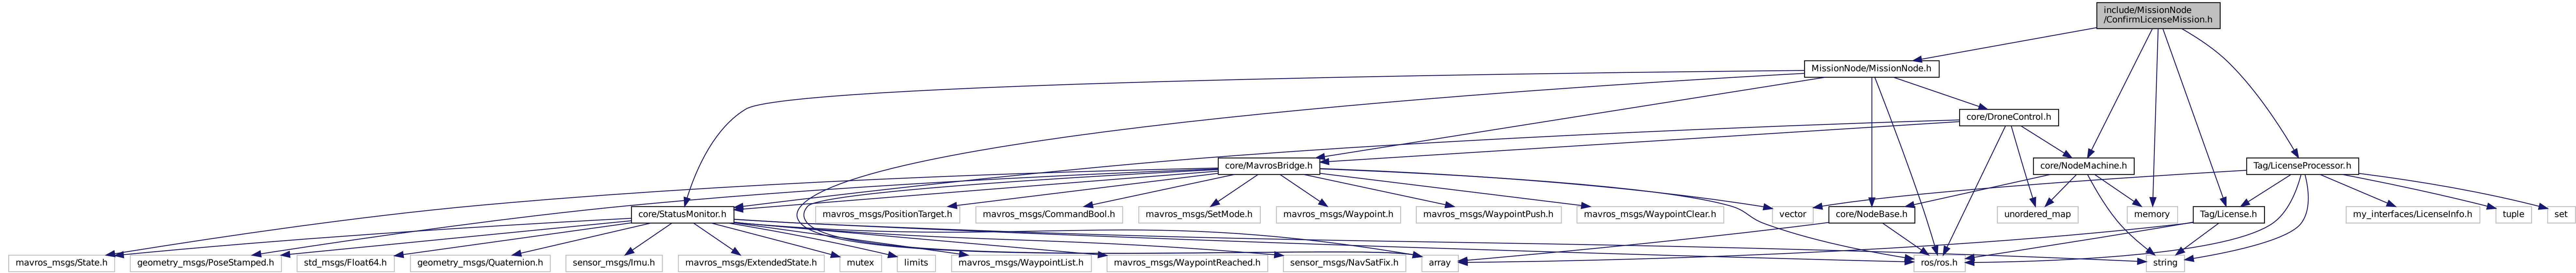 include/MissionNode
/ConfirmLicenseMission.h
MissionNode/MissionNode.h
core/DroneControl.h
core/MavrosBridge.h
core/NodeMachine.h
Tag/LicenseProcessor.h
core/StatusMonitor.h
mavros_msgs/PositionTarget.h
mavros_msgs/CommandBool.h
mavros_msgs/SetMode.h
mavros_msgs/Waypoint.h
mavros_msgs/WaypointPush.h
mavros_msgs/WaypointClear.h
vector
core/NodeBase.h
unordered_map
memory
Tag/License.h
my_interfaces/LicenseInfo.h
tuple
set
mavros_msgs/State.h
geometry_msgs/PoseStamped.h
std_msgs/Float64.h
geometry_msgs/Quaternion.h
sensor_msgs/Imu.h
mavros_msgs/ExtendedState.h
mutex
limits
mavros_msgs/WaypointList.h
mavros_msgs/WaypointReached.h
sensor_msgs/NavSatFix.h
array
ros/ros.h
string